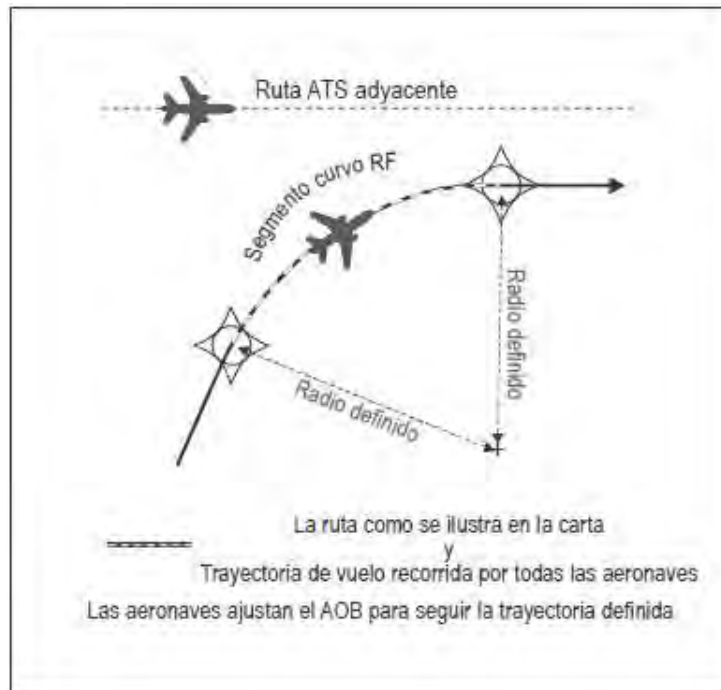 Ruta ATS adyacente
Segmento curvo RF
Radio definido
Radio definido
La ruta como se ilustra en la carta
y
Trayectoria de vuelo recorrida por todas las aeronaves
Las aeronaves ajustan el AOB para seguir la trayectoria definida